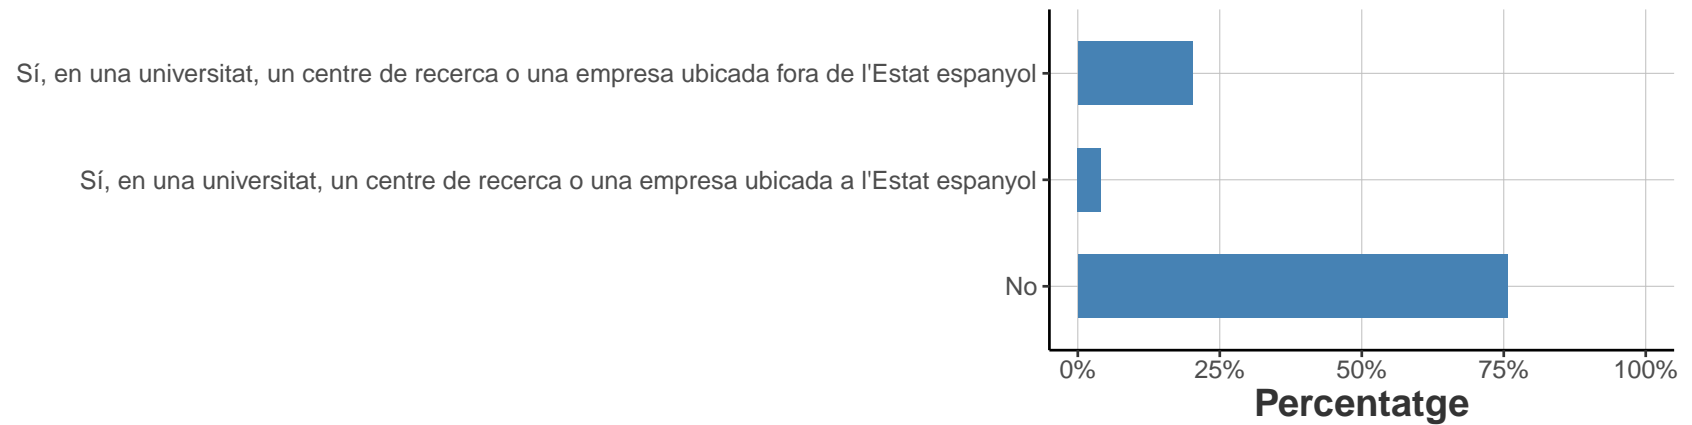 Sí, en una universitat, un centre de recerca o una empresa ubicada fora de l'Estat espanyol
Sí, en una universitat, un centre de recerca o una empresa ubicada a l'Estat espanyol
No
0% 25% 50% 75% 100%
Percentatge